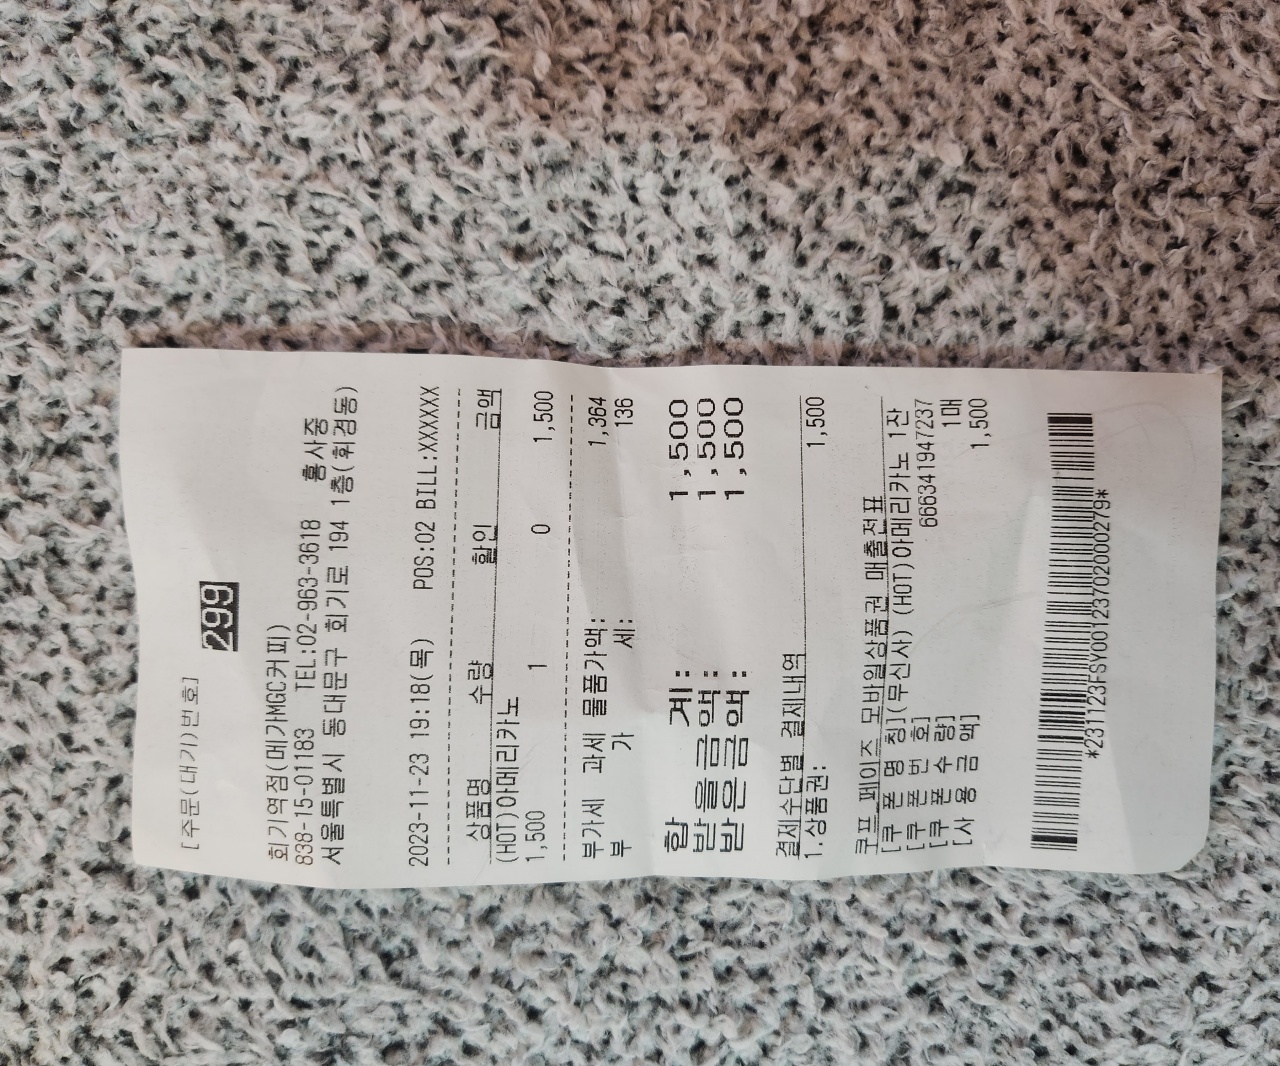 [주문(대기)번호]
299
회기역점(메가MGC커피)
838-15-01183 TEL:02-963-3618 홍사중
서울특별시 동대문구 회기로 194 1층(휘경동)
2023-11-23 19:18(목) POS:02 BILL:XXXXXXX
상품명 수량 할인 금액
(HOT)아메리카노
1,500 1 0 1,500
부가세 과세 물품가액: 1,364
부 가 세: 136
합 계: 1,500
받을금액: 1,500
받은금액: 1,500
결제수단별 결제내역
1.상품권: 1,500
쿠프 페이즈 모바일상품권 매출전표
[쿠 폰 명 칭](무신사) (HOT)아메리카노 1잔
[쿠 폰 번 호] 666341947237
[쿠 폰 수 량] 1매
[사 용 금 액] 1,500
*231123FSY00123702000279*